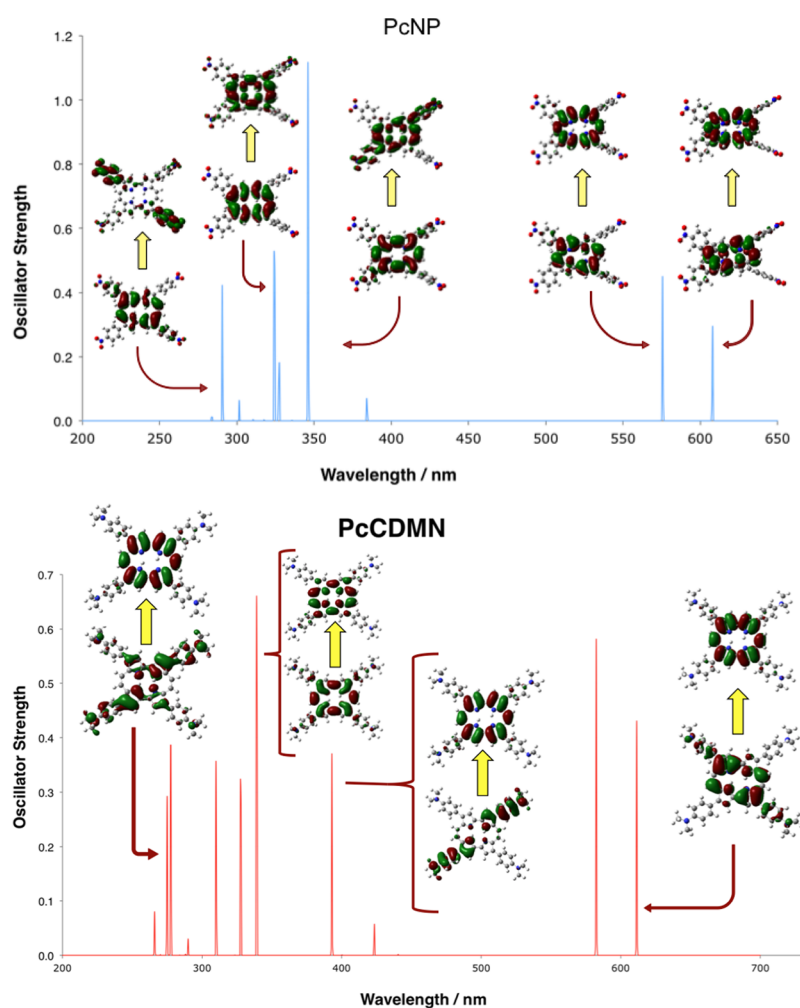 PcNP
1.2
1.0
0.8
0.6
0.4
0.2
0.0
Oscillator Strength
200 250 300 350 400 450 500 550 600 650
Wavelength / nm
PcCDMN
0.7
0.6
0.5
0.4
0.3
0.2
0.1
0.0
Oscillator Strength
200 300 400 500 600 700
Wavelength / nm